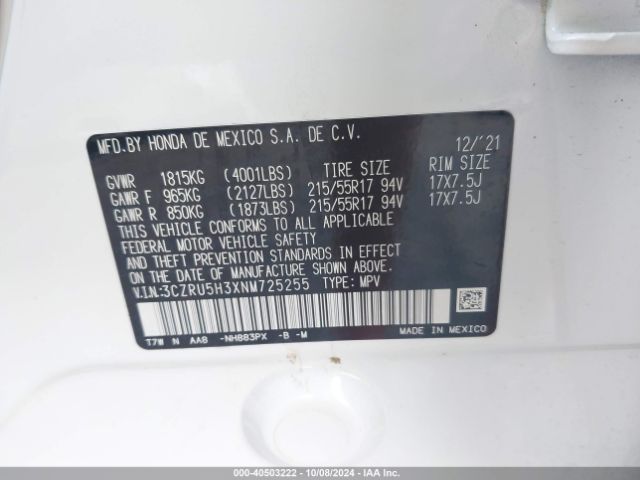 MFD.BY HONDA DE MEXICO S.A. DE C.V. 12/'21
GVWR 1815KG (4001LBS) TIRE SIZE RIM SIZE
GAWR F 965KG (2127LBS) 215/55R17 94V 17X7.5J
GAWR R 850KG (1873LBS) 215/55R17 94V 17X7.5J
THIS VEHICLE CONFORMS TO ALL APPLICABLE
FEDERAL MOTOR VEHICLE SAFETY
AND THEFT PREVENTION STANDARDS IN EFFECT
ON THE DATE OF MANUFACTURE SHOWN ABOVE.
V.I.N.:3CZRU5H3XNM725255 TYPE: MPV
T7W N AA8 -NH883PX -B -M MADE IN MEXICO
000-40503222 - 10/08/2024 - IAA Inc.